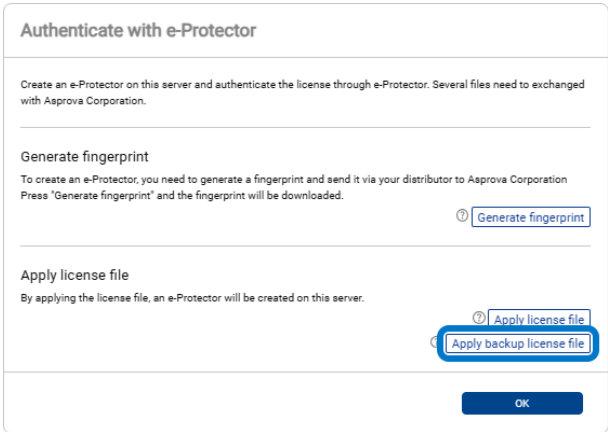 Authenticate with e-Protector
Create an e-Protector on this server and authenticate the license through e-Protector. Several files need to exchanged
with Asprova Corporation.
Generate fingerprint
To create an e-Protector, you need to generate a fingerprint and send it via your distributor to Asprova Corporation
Press "Generate fingerprint" and the fingerprint will be downloaded.
? Generate fingerprint
Apply license file
By applying the license file, an e-Protector will be created on this server.
? Apply license file
Apply backup license file
OK